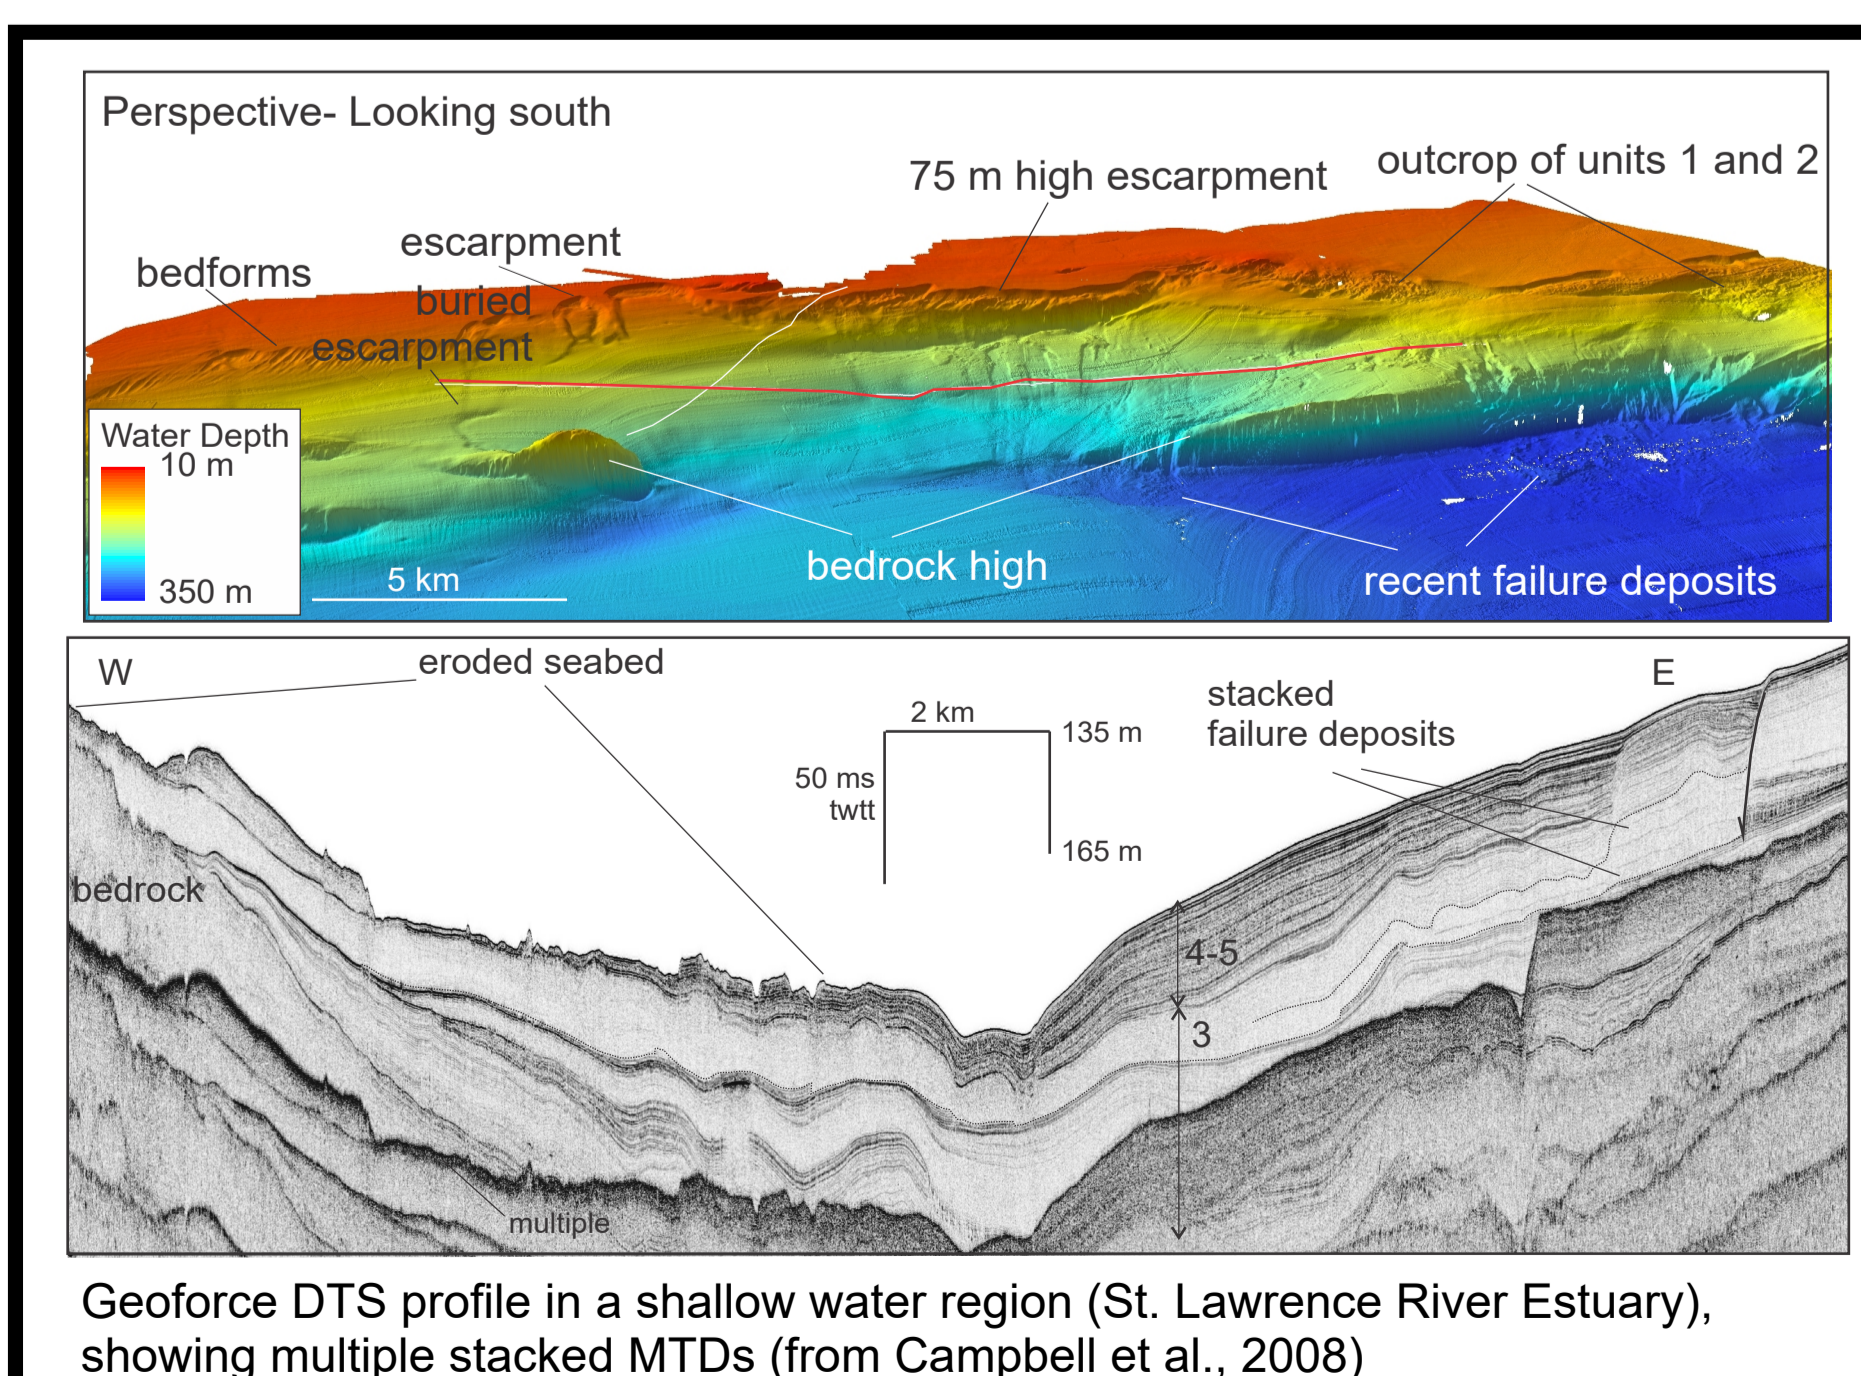 Perspective- Looking south
75 m high escarpment
outcrop of units 1 and 2
escarpment
bedforms
buried
escarpment
Water Depth
10 m
350 m
5 km
bedrock high
recent failure deposits
W
eroded seabed
E
stacked
failure deposits
2 km
135 m
50 ms
twtt
165 m
bedrock
4-5
3
multiple
Geoforce DTS profile in a shallow water region (St. Lawrence River Estuary),
showing multiple stacked MTDs (from Campbell et al., 2008)